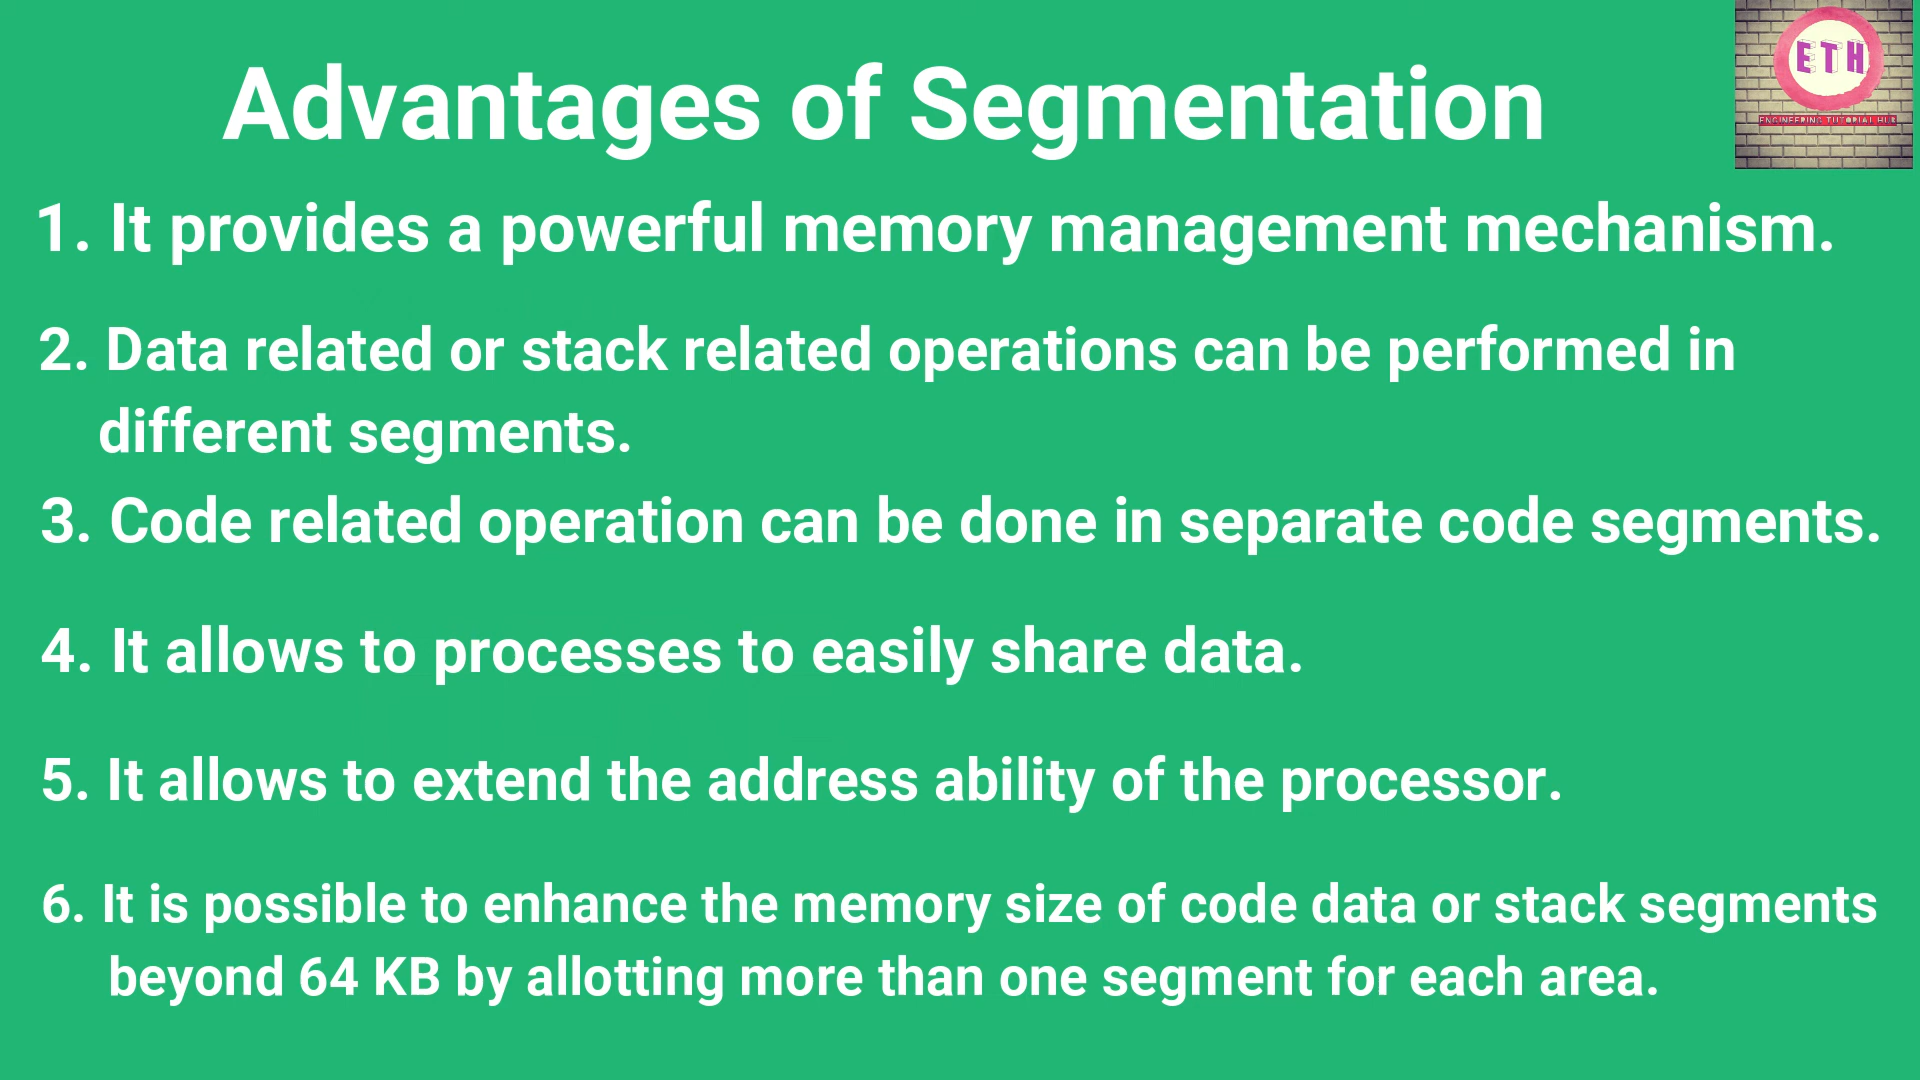 ETH
ENGINEERING TUTORIAL HUB
Advantages of Segmentation
1. It provides a powerful memory management mechanism.
2. Data related or stack related operations can be performed in
different segments.
3. Code related operation can be done in separate code segments.
4. It allows to processes to easily share data.
5. It allows to extend the address ability of the processor.
6. It is possible to enhance the memory size of code data or stack segments
beyond 64 KB by allotting more than one segment for each area.